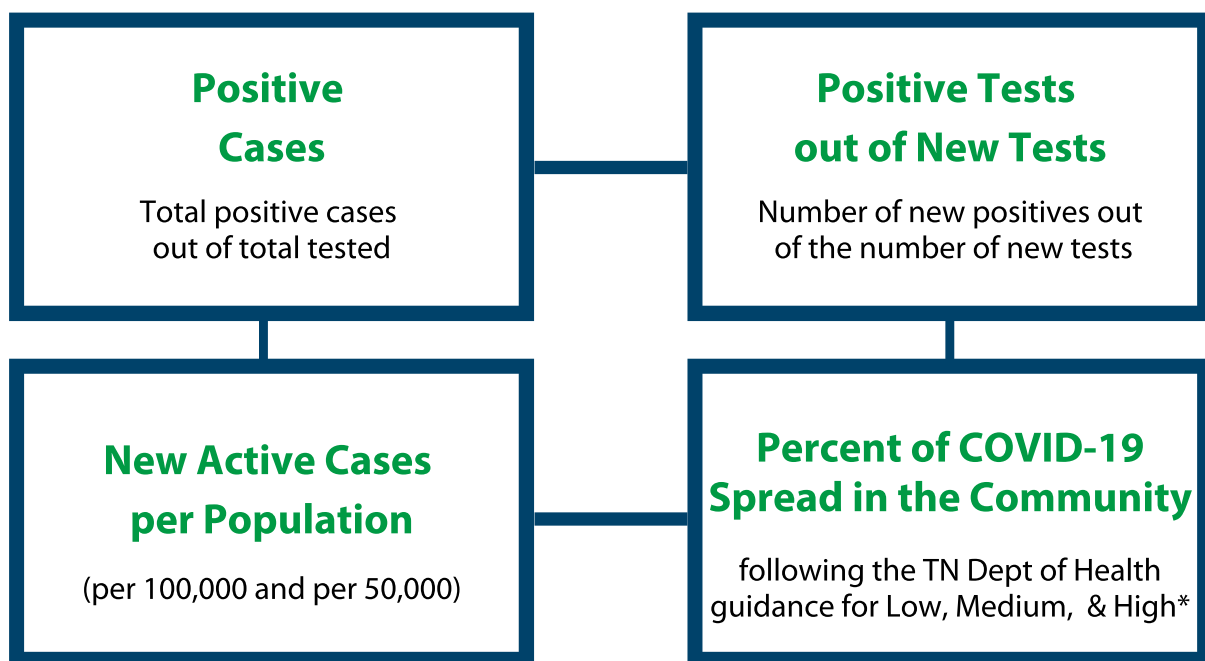 Positive
Cases
Total positive cases
out of total tested
Positive Tests
out of New Tests
Number of new positives out
of the number of new tests
New Active Cases
per Population
(per 100,000 and per 50,000)
Percent of COVID-19
Spread in the Community
following the TN Dept of Health
guidance for Low, Medium,  & High*